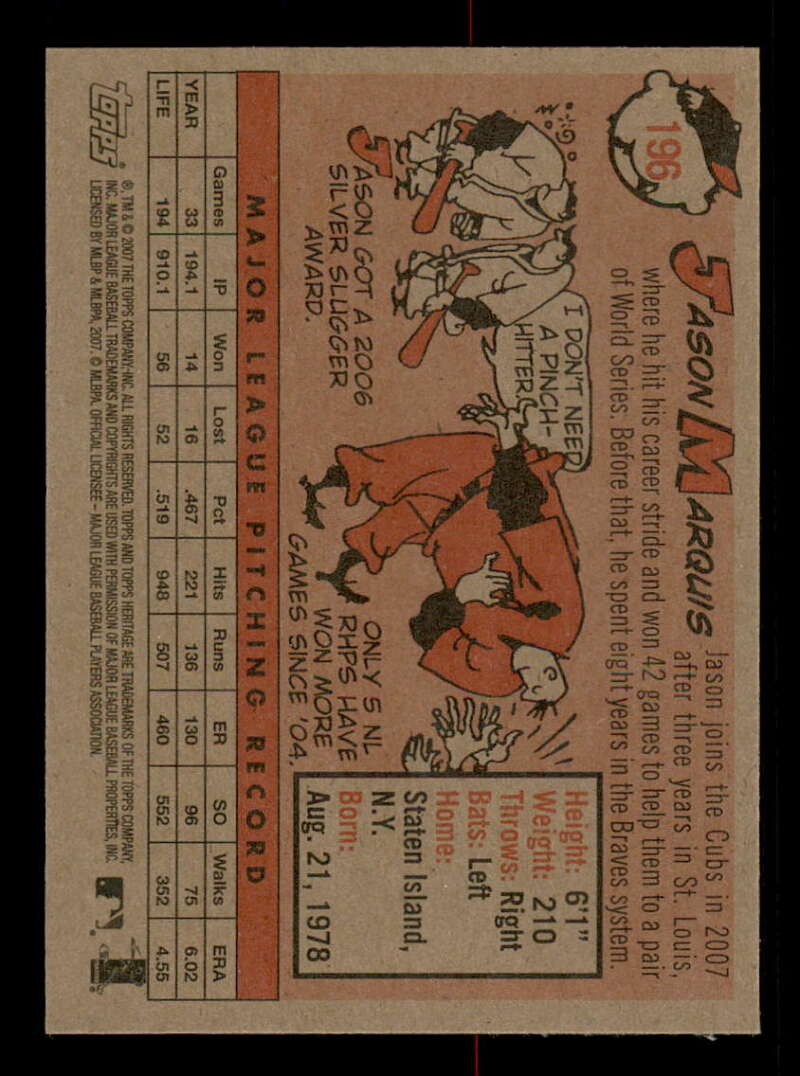 196
JASON MARQUIS
Jason joins the Cubs in 2007
after three years in St. Louis,
where he hit his career stride and won 42 games to help them to a pair
of World Series. Before that, he spent eight years in the Braves system.
I DON'T NEED
A PINCH-
HITTER!
JASON GOT A 2006
SILVER SLUGGER
AWARD.
ONLY 5 NL
RHPS HAVE
WON MORE
GAMES SINCE '04.
Height: 6'1"
Weight: 210
Throws: Right
Bats: Left
Home:
Staten Island,
N.Y.
Born:
Aug. 21, 1978
MAJOR LEAGUE PITCHING RECORD
Games IP Won Lost Pct Hits Runs ER SO Walks ERA
YEAR 33 194.1 14 16 .467 221 136 130 96 75 6.02
LIFE 194 910.1 56 52 .519 948 507 460 552 352 4.55
topps®
®, TM & © 2007 THE TOPPS COMPANY, INC. ALL RIGHTS RESERVED. TOPPS AND TOPPS HERITAGE ARE TRADEMARKS OF THE TOPPS COMPANY,
INC. MAJOR LEAGUE BASEBALL TRADEMARKS AND COPYRIGHTS ARE USED WITH PERMISSION OF MAJOR LEAGUE BASEBALL PROPERTIES, INC.
LICENSED BY MLBP & MLBPA, 2007. © MLBPA. OFFICIAL LICENSEE – MAJOR LEAGUE BASEBALL PLAYERS ASSOCIATION.